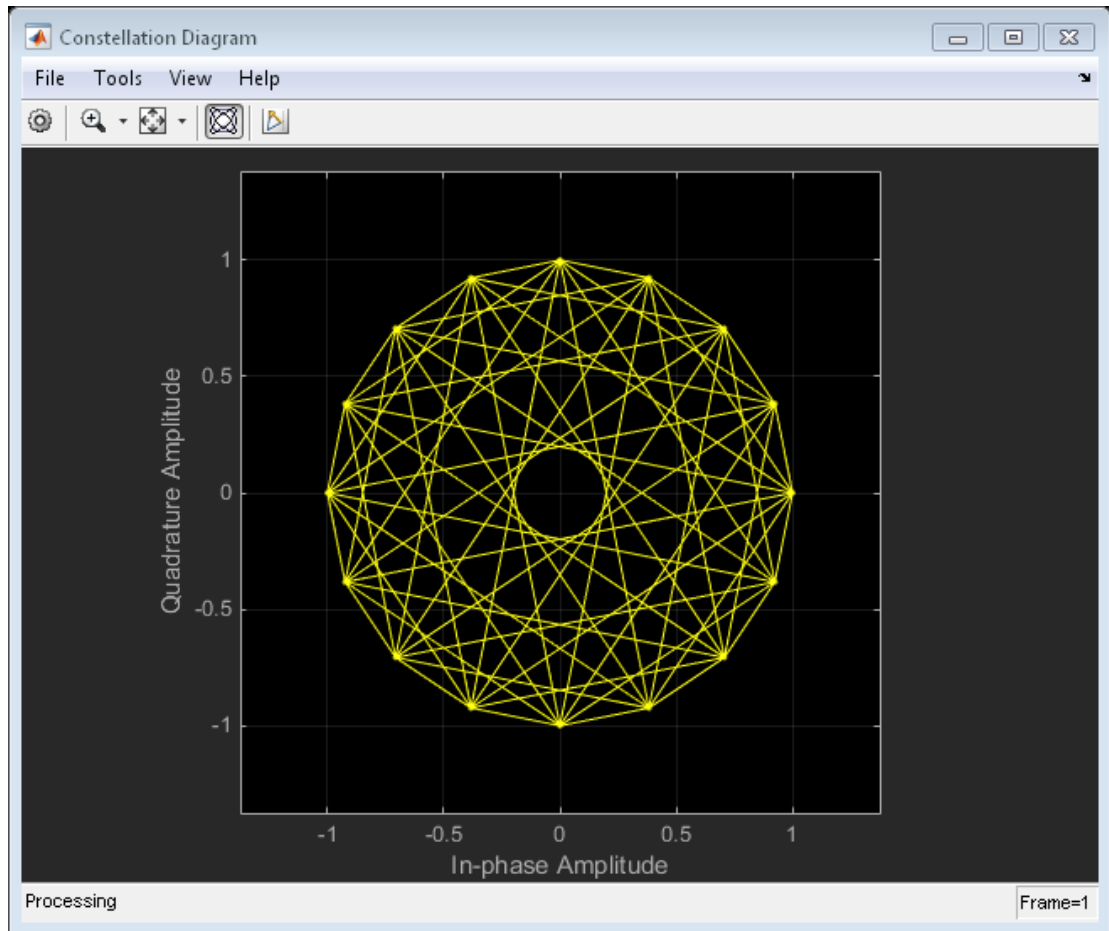 Constellation Diagram
File Tools View Help
1
0.5
0
-0.5
-1
Quadrature Amplitude
-1 -0.5 0 0.5 1
In-phase Amplitude
Processing Frame=1